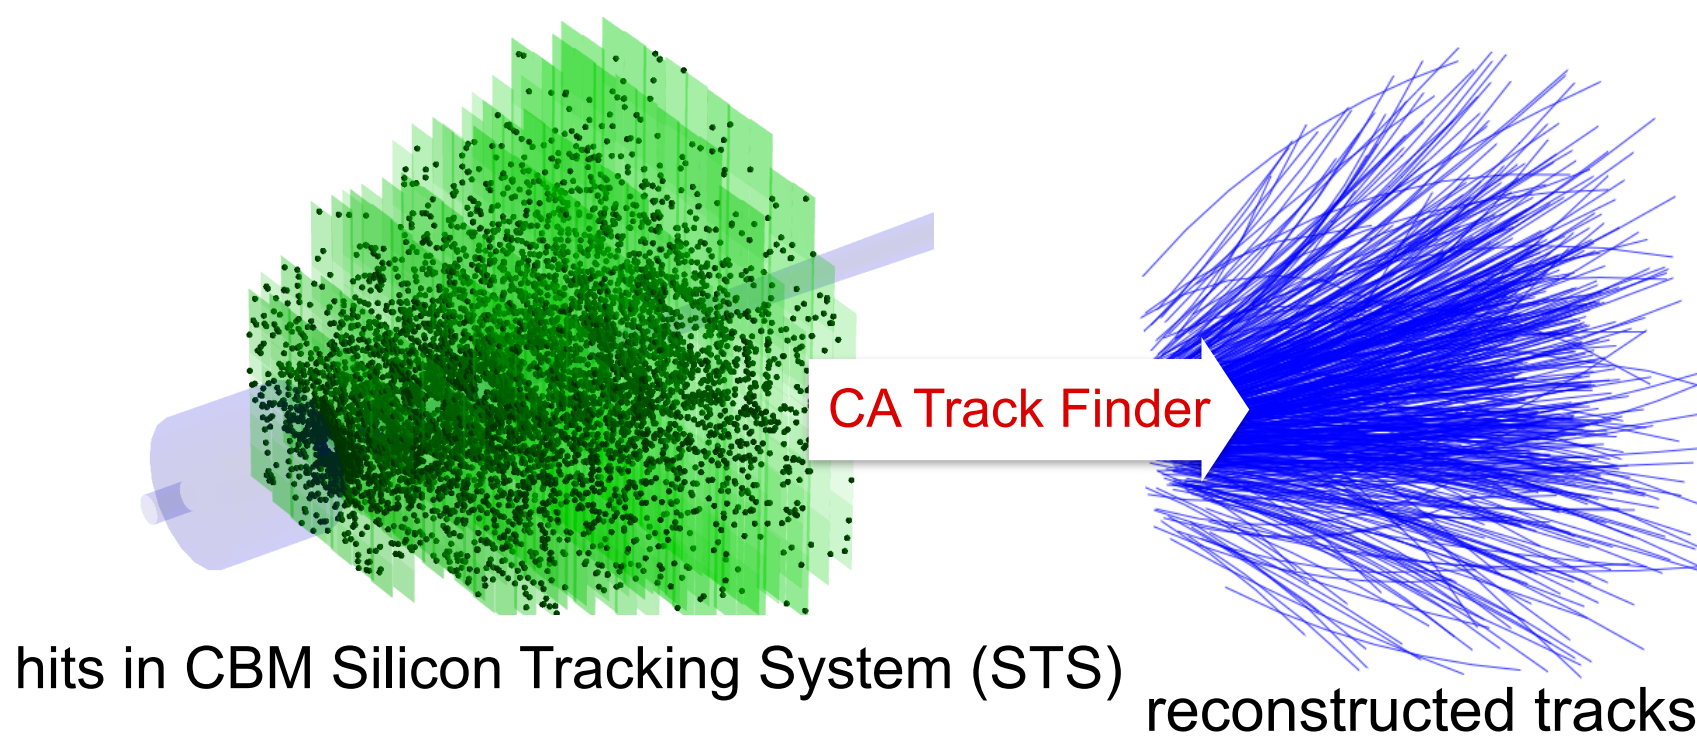 CA Track Finder
hits in CBM Silicon Tracking System (STS)
reconstructed tracks